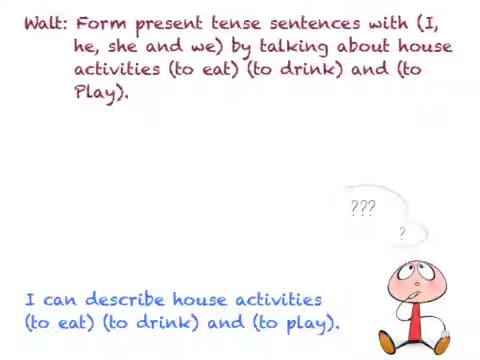 Walt: Form present tense sentences with (I,
he, she and we) by talking about house
activities (to eat) (to drink) and (to
Play).
???
?
I can describe house activities
(to eat) (to drink) and (to play).